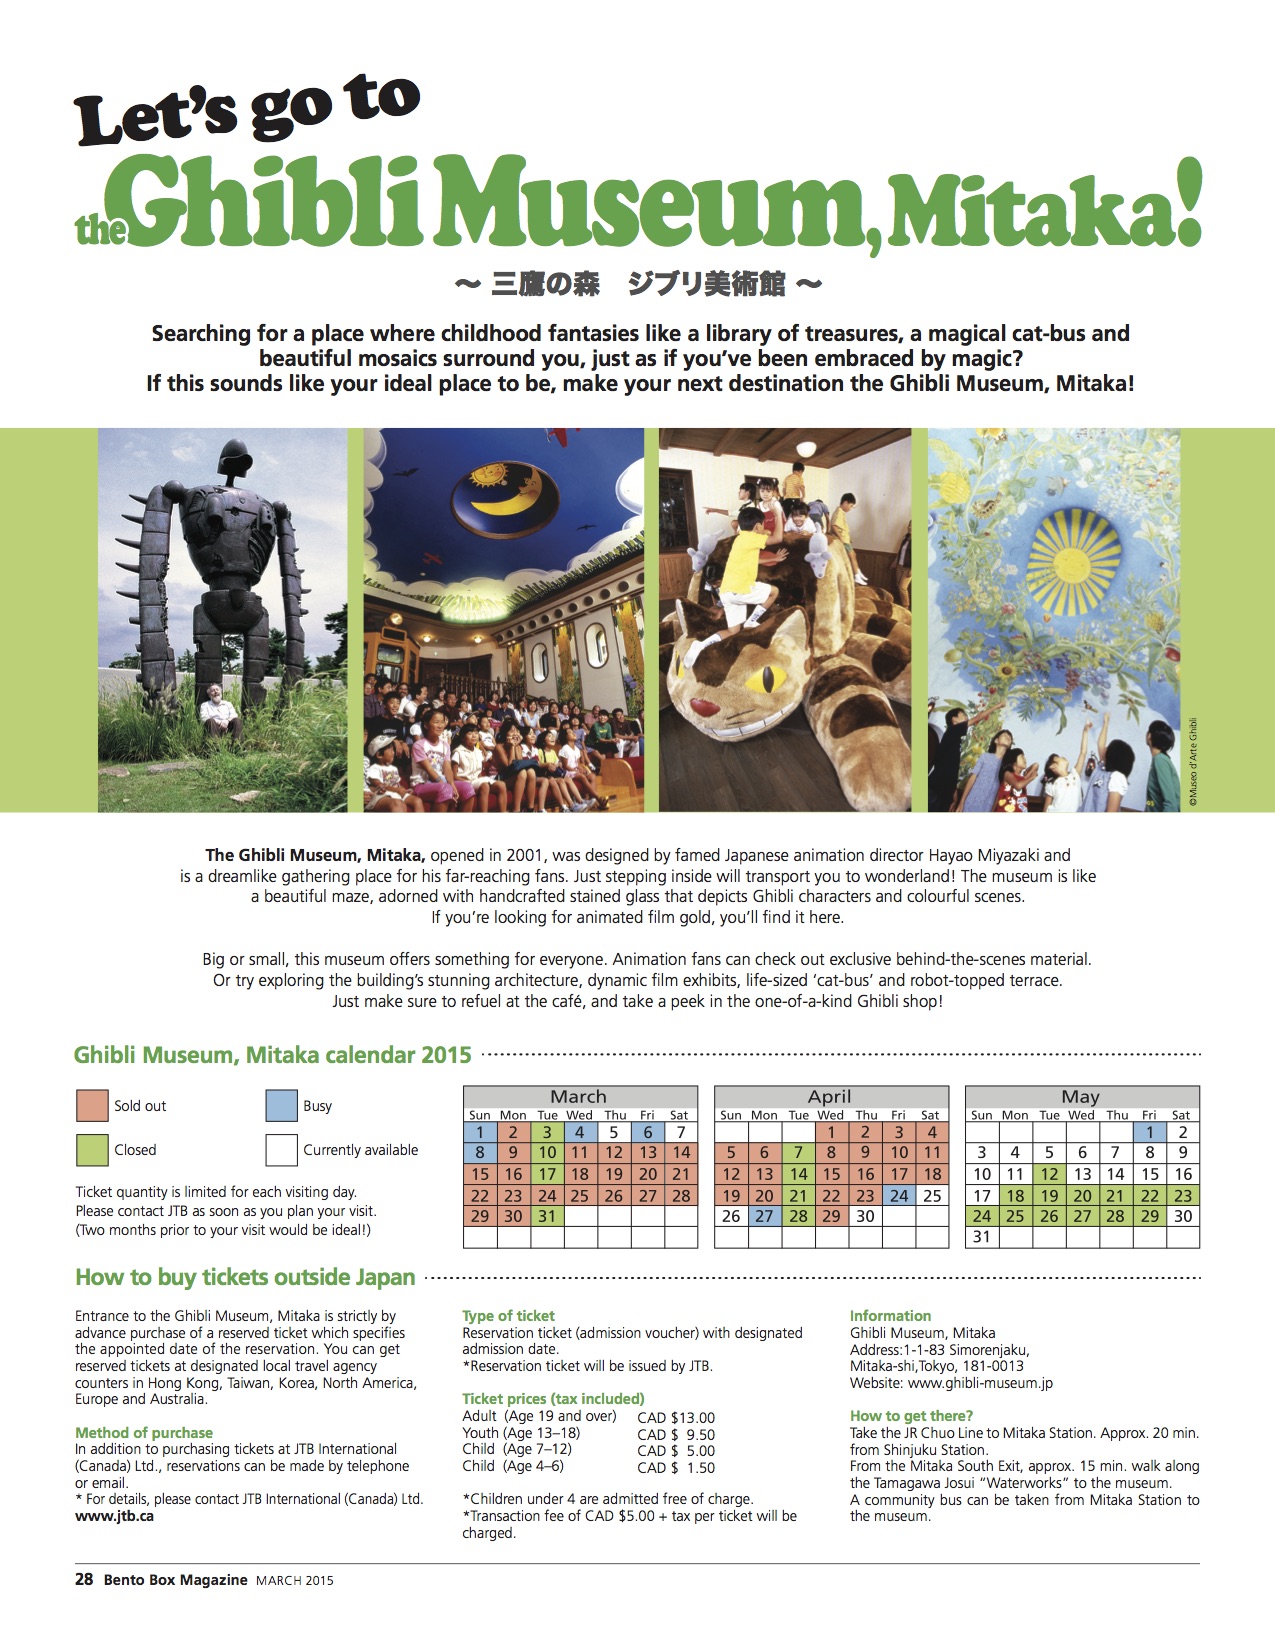 Let's go to
the Ghibli Museum, Mitaka!
～ 三鷹の森 ジブリ美術館 ～
Searching for a place where childhood fantasies like a library of treasures, a magical cat-bus and
beautiful mosaics surround you, just as if you've been embraced by magic?
If this sounds like your ideal place to be, make your next destination the Ghibli Museum, Mitaka!
©Museo d'Arte Ghibli
The Ghibli Museum, Mitaka, opened in 2001, was designed by famed Japanese animation director Hayao Miyazaki and
is a dreamlike gathering place for his far-reaching fans. Just stepping inside will transport you to wonderland! The museum is like
a beautiful maze, adorned with handcrafted stained glass that depicts Ghibli characters and colourful scenes.
If you're looking for animated film gold, you'll find it here.
Big or small, this museum offers something for everyone. Animation fans can check out exclusive behind-the-scenes material.
Or try exploring the building's stunning architecture, dynamic film exhibits, life-sized 'cat-bus' and robot-topped terrace.
Just make sure to refuel at the café, and take a peek in the one-of-a-kind Ghibli shop!
Ghibli Museum, Mitaka calendar 2015
Sold out
Busy
Closed
Currently available
Ticket quantity is limited for each visiting day.
Please contact JTB as soon as you plan your visit.
(Two months prior to your visit would be ideal!)
March
Sun Mon Tue Wed Thu Fri Sat
1 2 3 4 5 6 7
8 9 10 11 12 13 14
15 16 17 18 19 20 21
22 23 24 25 26 27 28
29 30 31
April
Sun Mon Tue Wed Thu Fri Sat
1 2 3 4
5 6 7 8 9 10 11
12 13 14 15 16 17 18
19 20 21 22 23 24 25
26 27 28 29 30
May
Sun Mon Tue Wed Thu Fri Sat
1 2
3 4 5 6 7 8 9
10 11 12 13 14 15 16
17 18 19 20 21 22 23
24 25 26 27 28 29 30
31
How to buy tickets outside Japan
Entrance to the Ghibli Museum, Mitaka is strictly by
advance purchase of a reserved ticket which specifies
the appointed date of the reservation. You can get
reserved tickets at designated local travel agency
counters in Hong Kong, Taiwan, Korea, North America,
Europe and Australia.
Method of purchase
In addition to purchasing tickets at JTB International
(Canada) Ltd., reservations can be made by telephone
or email.
* For details, please contact JTB International (Canada) Ltd.
www.jtb.ca
Type of ticket
Reservation ticket (admission voucher) with designated
admission date.
*Reservation ticket will be issued by JTB.
Ticket prices (tax included)
Adult (Age 19 and over) CAD $13.00
Youth (Age 13–18) CAD $ 9.50
Child (Age 7–12) CAD $ 5.00
Child (Age 4–6) CAD $ 1.50
*Children under 4 are admitted free of charge.
*Transaction fee of CAD $5.00 + tax per ticket will be
charged.
Information
Ghibli Museum, Mitaka
Address:1-1-83 Simorenjaku,
Mitaka-shi,Tokyo, 181-0013
Website: www.ghibli-museum.jp
How to get there?
Take the JR Chuo Line to Mitaka Station. Approx. 20 min.
from Shinjuku Station.
From the Mitaka South Exit, approx. 15 min. walk along
the Tamagawa Josui “Waterworks” to the museum.
A community bus can be taken from Mitaka Station to
the museum.
28 Bento Box Magazine MARCH 2015